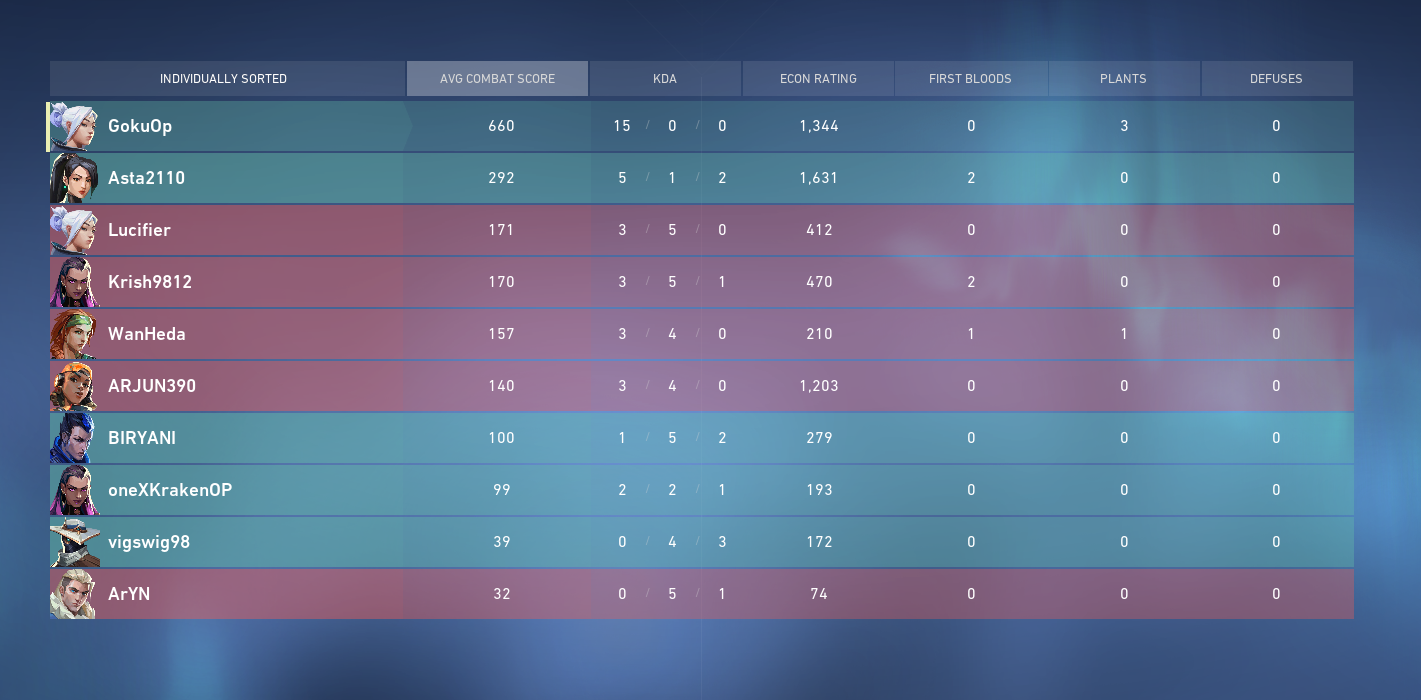 INDIVIDUALLY SORTED AVG COMBAT SCORE KDA ECON RATING FIRST BLOODS PLANTS DEFUSES
GokuOp 660 15 / 0 / 0 1,344 0 3 0
Asta2110 292 5 / 1 / 2 1,631 2 0 0
Lucifier 171 3 / 5 / 0 412 0 0 0
Krish9812 170 3 / 5 / 1 470 2 0 0
WanHeda 157 3 / 4 / 0 210 1 1 0
ARJUN390 140 3 / 4 / 0 1,203 0 0 0
BIRYANI 100 1 / 5 / 2 279 0 0 0
oneXKrakenOP 99 2 / 2 / 1 193 0 0 0
vigswig98 39 0 / 4 / 3 172 0 0 0
ArYN 32 0 / 5 / 1 74 0 0 0